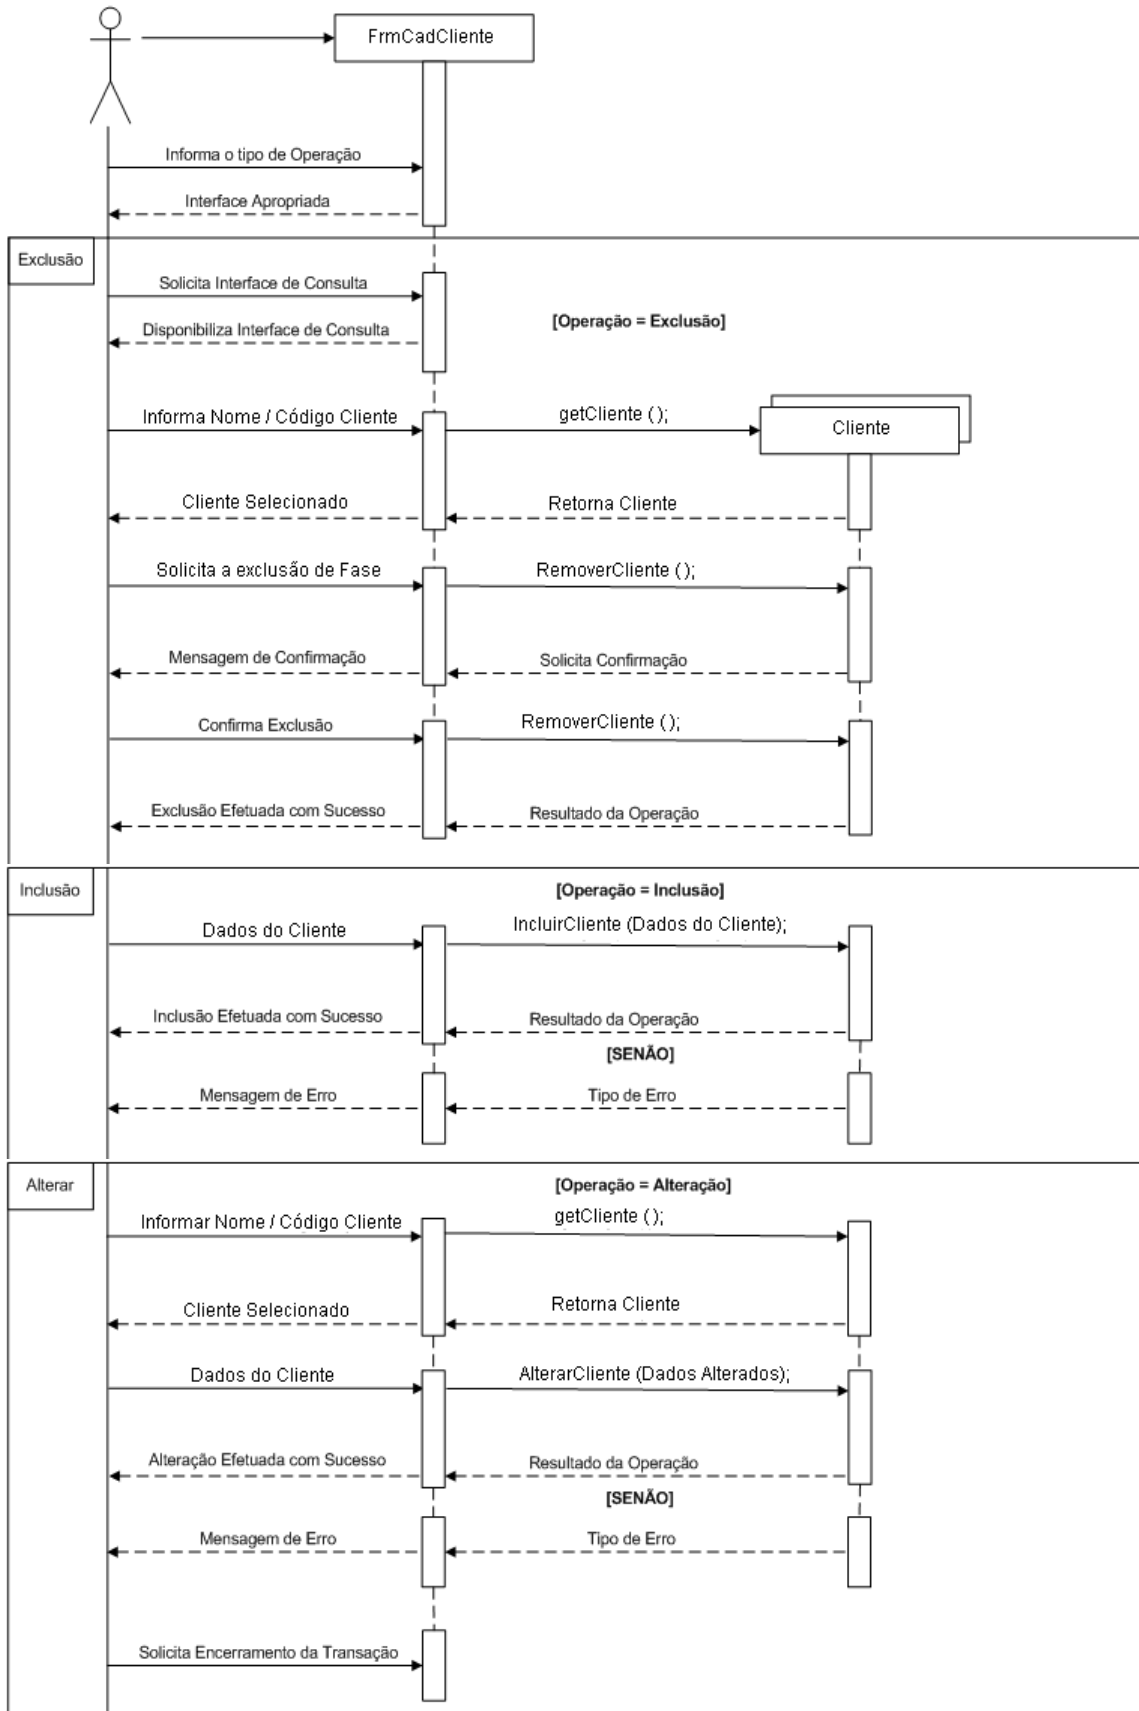 FrmCadCliente
Informa o tipo de Operação
Interface Apropriada
Exclusão
Solicita Interface de Consulta
[Operação = Exclusão]
Disponibiliza Interface de Consulta
Informa Nome / Código Cliente
getCliente ();
Cliente
Cliente Selecionado
Retorna Cliente
Solicita a exclusão de Fase
RemoverCliente ();
Mensagem de Confirmação
Solicita Confirmação
Confirma Exclusão
RemoverCliente ();
Exclusão Efetuada com Sucesso
Resultado da Operação
Inclusão
[Operação = Inclusão]
Dados do Cliente
IncluirCliente (Dados do Cliente);
Inclusão Efetuada com Sucesso
Resultado da Operação
[SENÃO]
Mensagem de Erro
Tipo de Erro
Alterar
[Operação = Alteração]
Informar Nome / Código Cliente
getCliente ();
Cliente Selecionado
Retorna Cliente
Dados do Cliente
AlterarCliente (Dados Alterados);
Alteração Efetuada com Sucesso
Resultado da Operação
[SENÃO]
Mensagem de Erro
Tipo de Erro
Solicita Encerramento da Transação